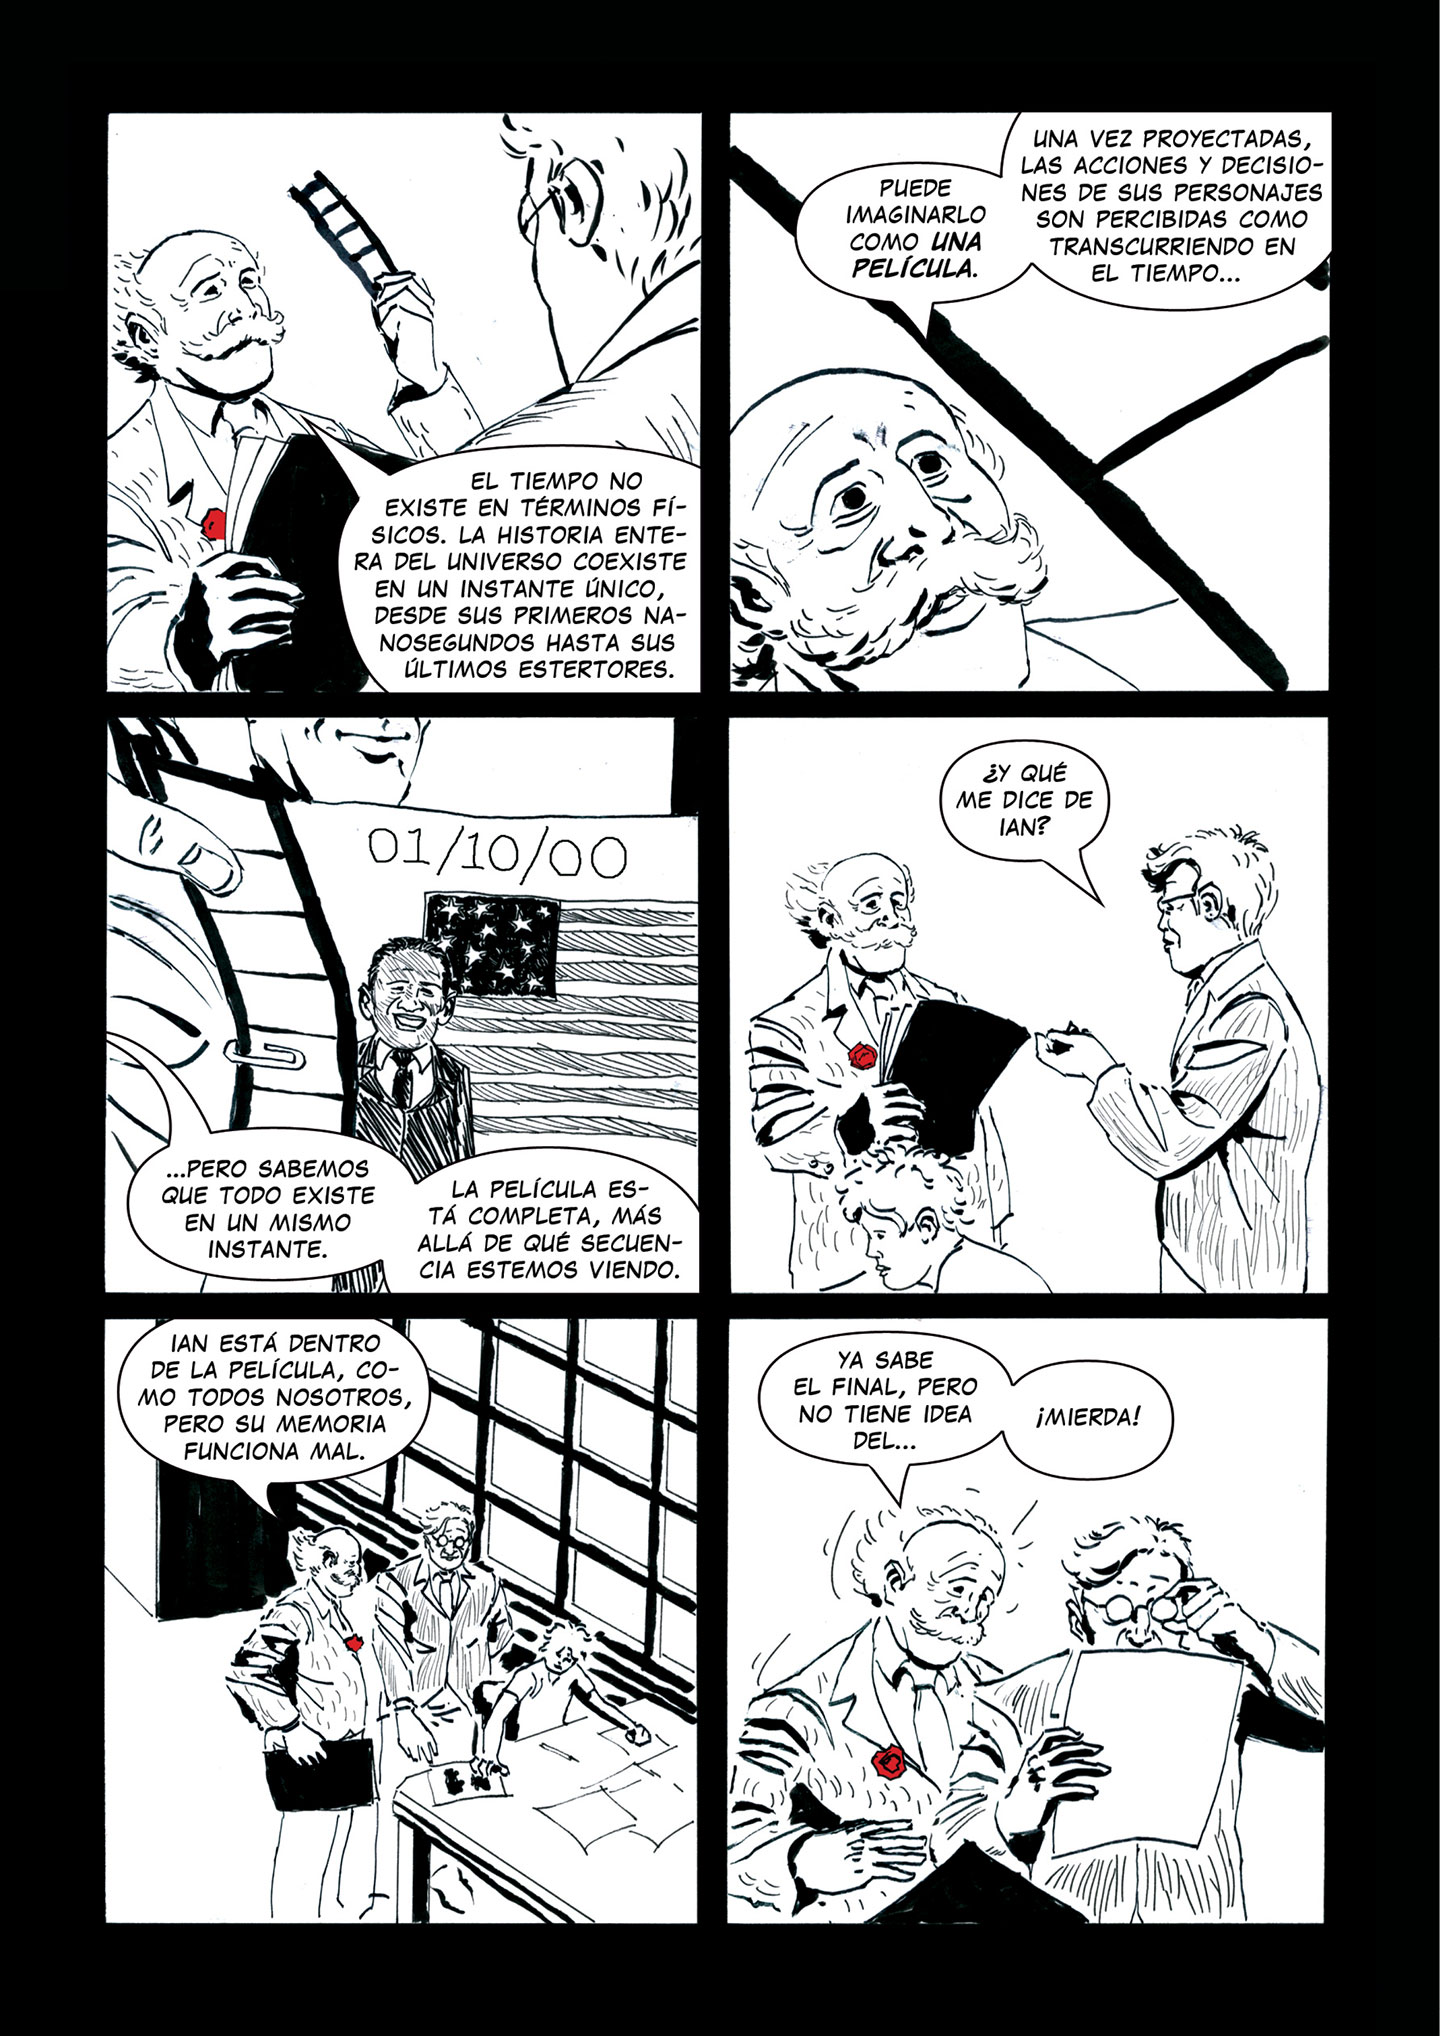 EL TIEMPO NO
EXISTE EN TÉRMINOS FÍ-
SICOS. LA HISTORIA ENTE-
RA DEL UNIVERSO COEXISTE
EN UN INSTANTE ÚNICO,
DESDE SUS PRIMEROS NA-
NOSEGUNDOS HASTA SUS
ÚLTIMOS ESTERTORES.
PUEDE
IMAGINARLO
COMO UNA
PELÍCULA.
UNA VEZ PROYECTADAS,
LAS ACCIONES Y DECISIO-
NES DE SUS PERSONAJES
SON PERCIBIDAS COMO
TRANSCURRIENDO EN
EL TIEMPO...
01/10/00
...PERO SABEMOS
QUE TODO EXISTE
EN UN MISMO
INSTANTE.
LA PELÍCULA ES-
TÁ COMPLETA, MÁS
ALLÁ DE QUÉ SECUEN-
CIA ESTEMOS VIENDO.
¿Y QUÉ
ME DICE DE
IAN?
IAN ESTÁ DENTRO
DE LA PELÍCULA, CO-
MO TODOS NOSOTROS,
PERO SU MEMORIA
FUNCIONA MAL.
YA SABE
EL FINAL, PERO
NO TIENE IDEA
DEL...
¡MIERDA!